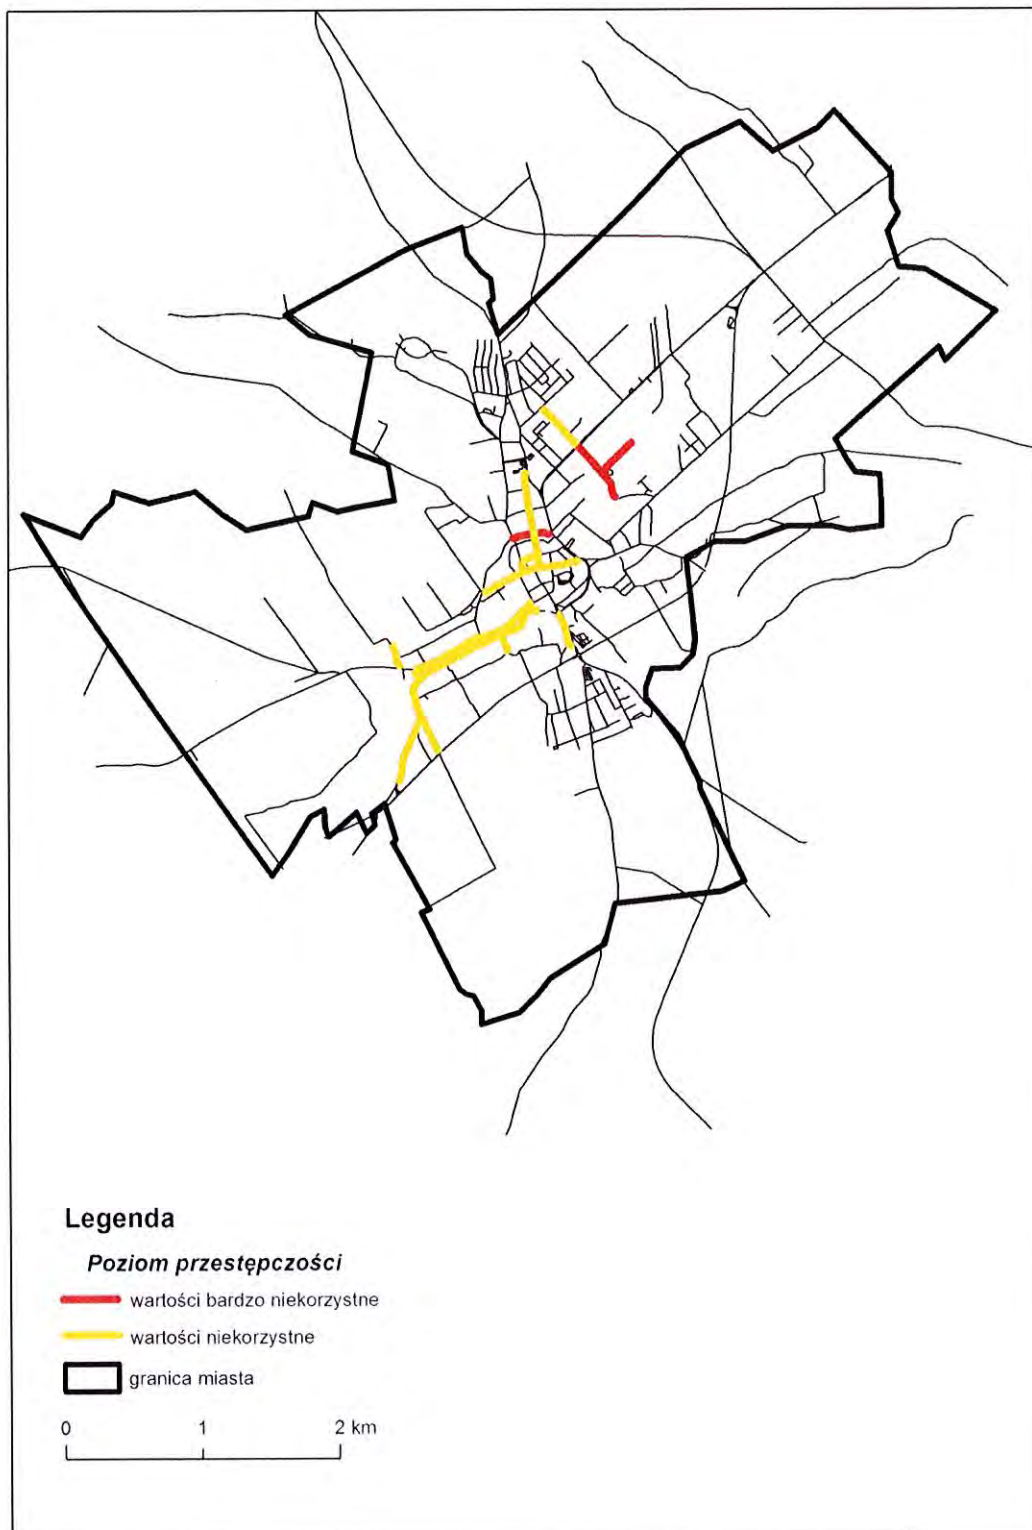 Legenda
Poziom przestępczości
wartości bardzo niekorzystne
wartości niekorzystne
granica miasta
0 1 2 km